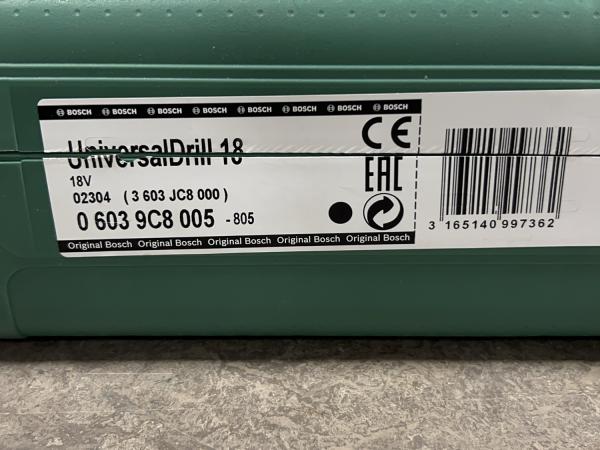 BOSCH BOSCH BOSCH BOSCH BOSCH BOSCH BOSCH BOSCH
UniversalDrill 18
18V
02304 ( 3 603 JC8 000 )
0 603 9C8 005 - 805
Original Bosch Original Bosch Original Bosch Original Bosch Original Bosch
CE
EAC
3 165140 997362